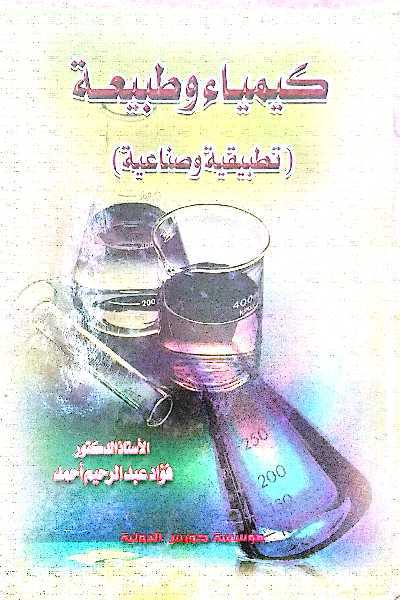 كيمياء وطبيعة
(تطبيقية وصناعية)
200
400
الأستاذ الدكتور
فؤاد عبد الرحيم أحمد
250
200
مؤسسة حورس الدولية